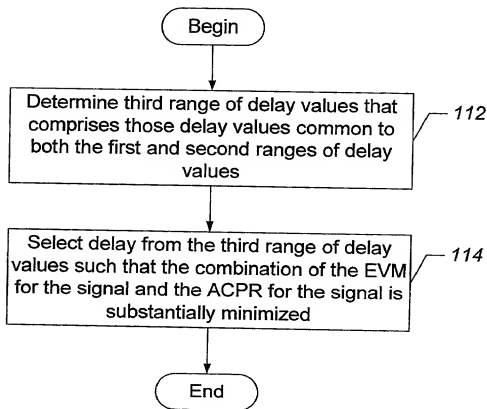 Begin
Determine third range of delay values that
comprises those delay values common to
both the first and second ranges of delay
values
112
Select delay from the third range of delay
values such that the combination of the EVM
for the signal and the ACPR for the signal is
substantially minimized
114
End